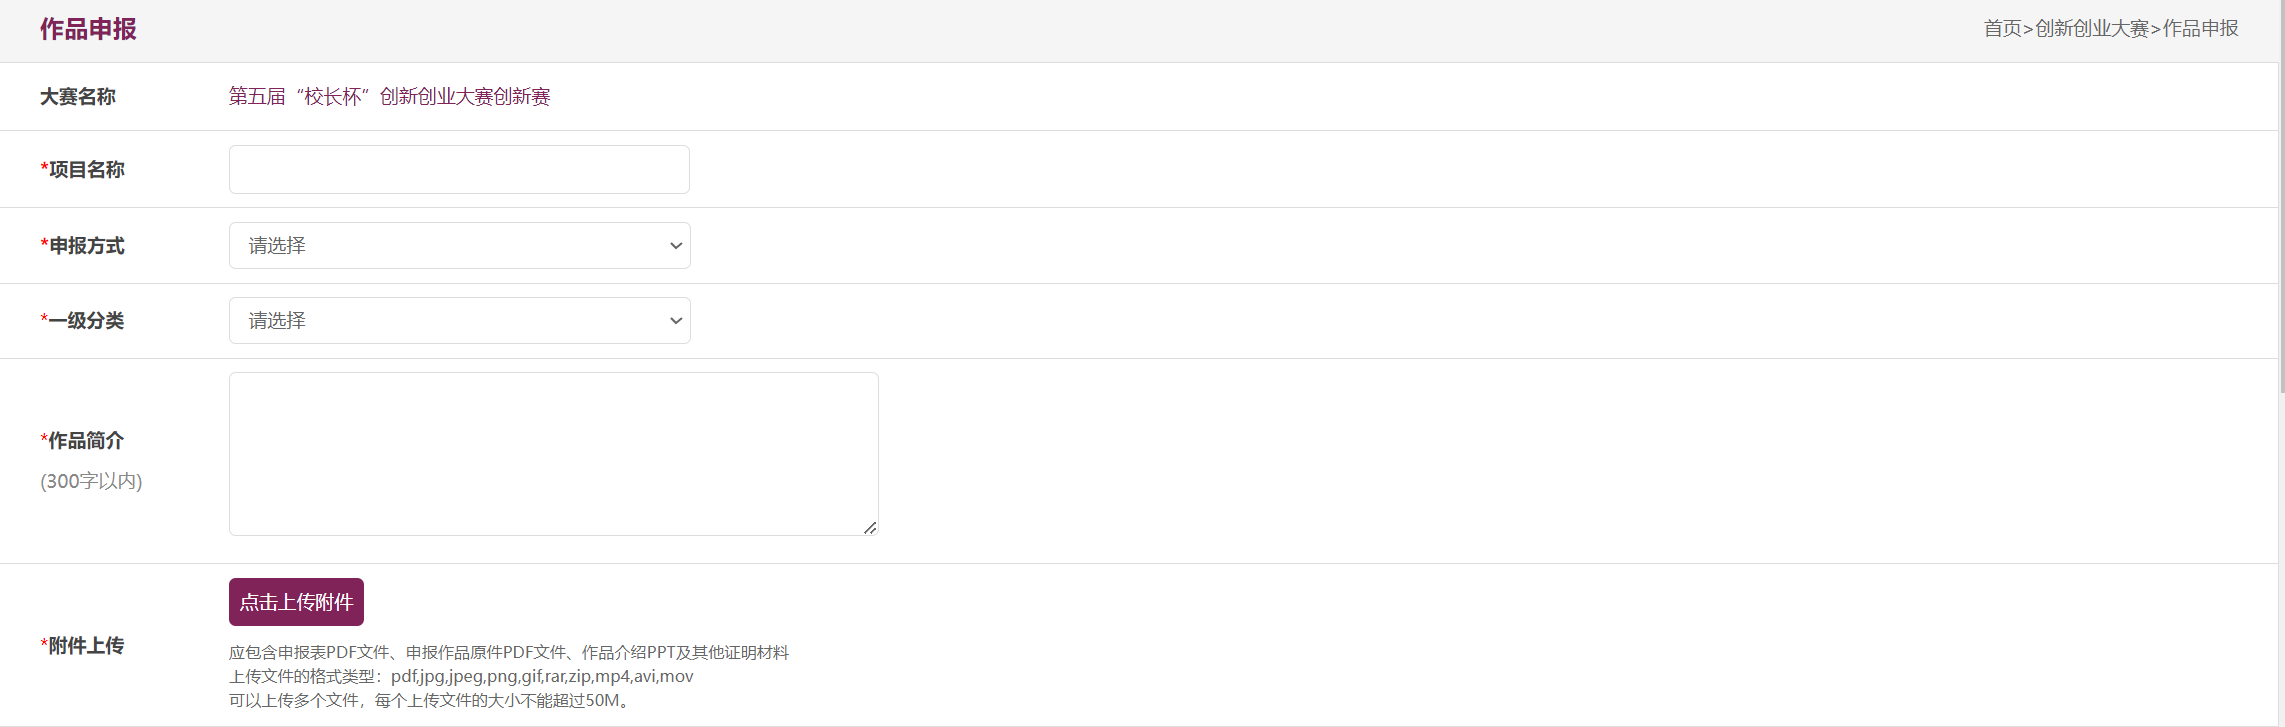 作品申报
首页>创新创业大赛>作品申报
大赛名称 第五届“校长杯”创新创业大赛创新赛
*项目名称
*申报方式 请选择
*一级分类 请选择
*作品简介
(300字以内)
点击上传附件
*附件上传
应包含申报表PDF文件、申报作品原件PDF文件、作品介绍PPT及其他证明材料
上传文件的格式类型：pdf,jpg,jpeg,png,gif,rar,zip,mp4,avi,mov
可以上传多个文件，每个上传文件的大小不能超过50M。